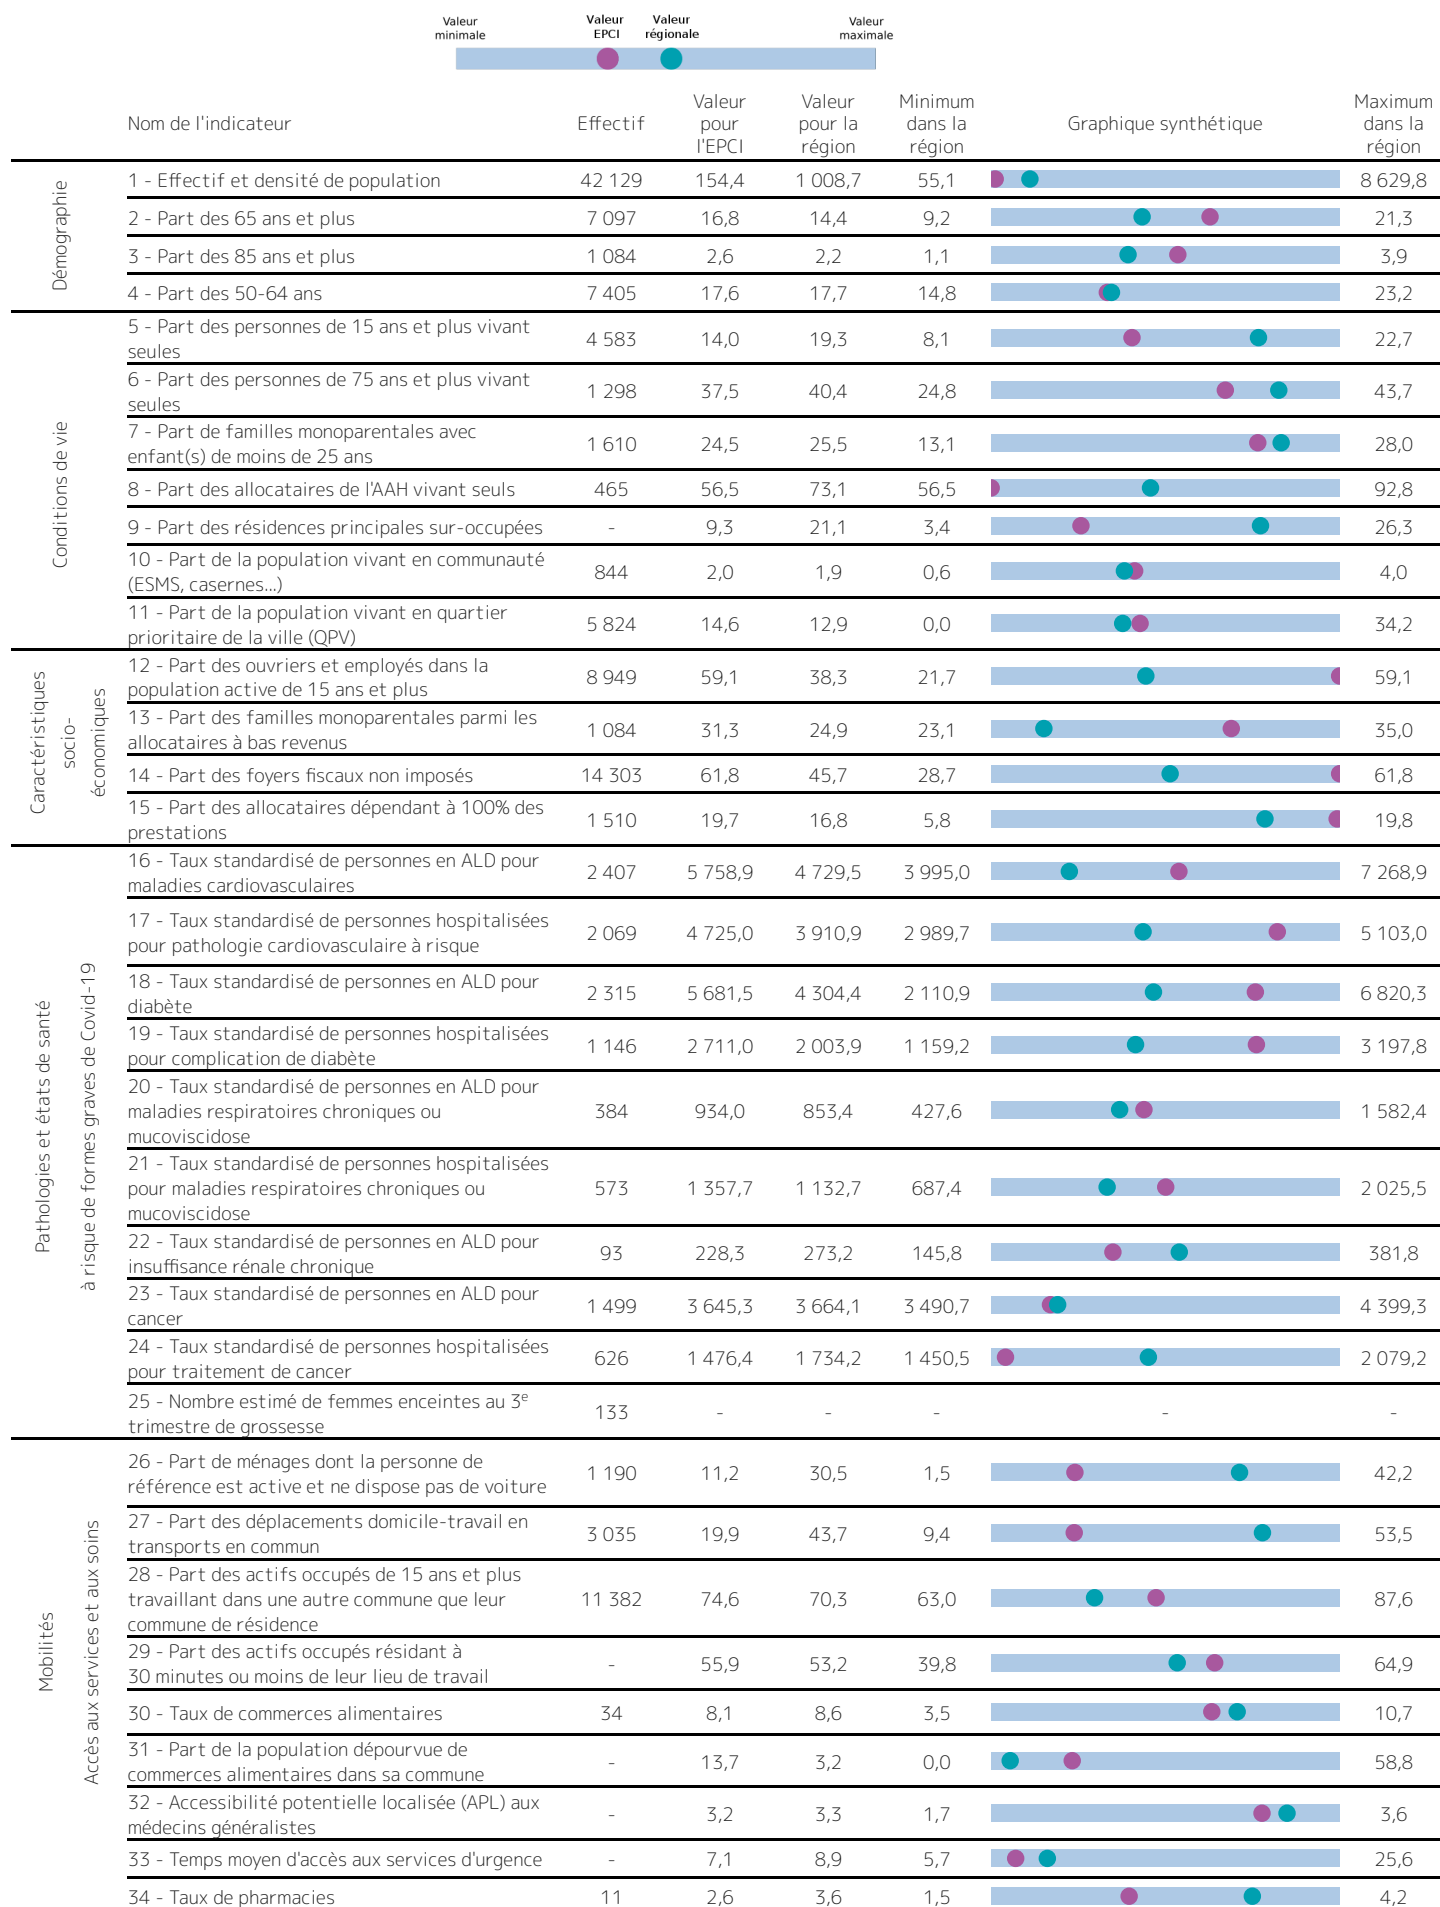 Valeur
minimale
Valeur
EPCI
Valeur
régionale
Valeur
maximale
Nom de l'indicateur
Effectif
Valeur
pour
l'EPCI
Valeur
pour la
région
Minimum
dans la
région
Graphique synthétique
Maximum
dans la
région
Démographie
1 - Effectif et densité de population 42 129 154,4 1 008,7 55,1 8 629,8
2 - Part des 65 ans et plus 7 097 16,8 14,4 9,2 21,3
3 - Part des 85 ans et plus 1 084 2,6 2,2 1,1 3,9
4 - Part des 50-64 ans 7 405 17,6 17,7 14,8 23,2
Conditions de vie
5 - Part des personnes de 15 ans et plus vivant
seules
4 583 14,0 19,3 8,1 22,7
6 - Part des personnes de 75 ans et plus vivant
seules
1 298 37,5 40,4 24,8 43,7
7 - Part de familles monoparentales avec
enfant(s) de moins de 25 ans
1 610 24,5 25,5 13,1 28,0
8 - Part des allocataires de l'AAH vivant seuls 465 56,5 73,1 56,5 92,8
9 - Part des résidences principales sur-occupées - 9,3 21,1 3,4 26,3
10 - Part de la population vivant en communauté
(ESMS, casernes...)
844 2,0 1,9 0,6 4,0
11 - Part de la population vivant en quartier
prioritaire de la ville (QPV)
5 824 14,6 12,9 0,0 34,2
Caractéristiques
socio-
économiques
12 - Part des ouvriers et employés dans la
population active de 15 ans et plus
8 949 59,1 38,3 21,7 59,1
13 - Part des familles monoparentales parmi les
allocataires à bas revenus
1 084 31,3 24,9 23,1 35,0
14 - Part des foyers fiscaux non imposés 14 303 61,8 45,7 28,7 61,8
15 - Part des allocataires dépendant à 100% des
prestations
1 510 19,7 16,8 5,8 19,8
Pathologies et états de santé
à risque de formes graves de Covid-19
16 - Taux standardisé de personnes en ALD pour
maladies cardiovasculaires
2 407 5 758,9 4 729,5 3 995,0 7 268,9
17 - Taux standardisé de personnes hospitalisées
pour pathologie cardiovasculaire à risque
2 069 4 725,0 3 910,9 2 989,7 5 103,0
18 - Taux standardisé de personnes en ALD pour
diabète
2 315 5 681,5 4 304,4 2 110,9 6 820,3
19 - Taux standardisé de personnes hospitalisées
pour complication de diabète
1 146 2 711,0 2 003,9 1 159,2 3 197,8
20 - Taux standardisé de personnes en ALD pour
maladies respiratoires chroniques ou
mucoviscidose
384 934,0 853,4 427,6 1 582,4
21 - Taux standardisé de personnes hospitalisées
pour maladies respiratoires chroniques ou
mucoviscidose
573 1 357,7 1 132,7 687,4 2 025,5
22 - Taux standardisé de personnes en ALD pour
insuffisance rénale chronique
93 228,3 273,2 145,8 381,8
23 - Taux standardisé de personnes en ALD pour
cancer
1 499 3 645,3 3 664,1 3 490,7 4 399,3
24 - Taux standardisé de personnes hospitalisées
pour traitement de cancer
626 1 476,4 1 734,2 1 450,5 2 079,2
25 - Nombre estimé de femmes enceintes au 3e
trimestre de grossesse
133 - - - - -
Mobilités
Accès aux services et aux soins
26 - Part de ménages dont la personne de
référence est active et ne dispose pas de voiture
1 190 11,2 30,5 1,5 42,2
27 - Part des déplacements domicile-travail en
transports en commun
3 035 19,9 43,7 9,4 53,5
28 - Part des actifs occupés de 15 ans et plus
travaillant dans une autre commune que leur
commune de résidence
11 382 74,6 70,3 63,0 87,6
29 - Part des actifs occupés résidant à
30 minutes ou moins de leur lieu de travail
- 55,9 53,2 39,8 64,9
30 - Taux de commerces alimentaires 34 8,1 8,6 3,5 10,7
31 - Part de la population dépourvue de
commerces alimentaires dans sa commune
- 13,7 3,2 0,0 58,8
32 - Accessibilité potentielle localisée (APL) aux
médecins généralistes
- 3,2 3,3 1,7 3,6
33 - Temps moyen d'accès aux services d'urgence - 7,1 8,9 5,7 25,6
34 - Taux de pharmacies 11 2,6 3,6 1,5 4,2